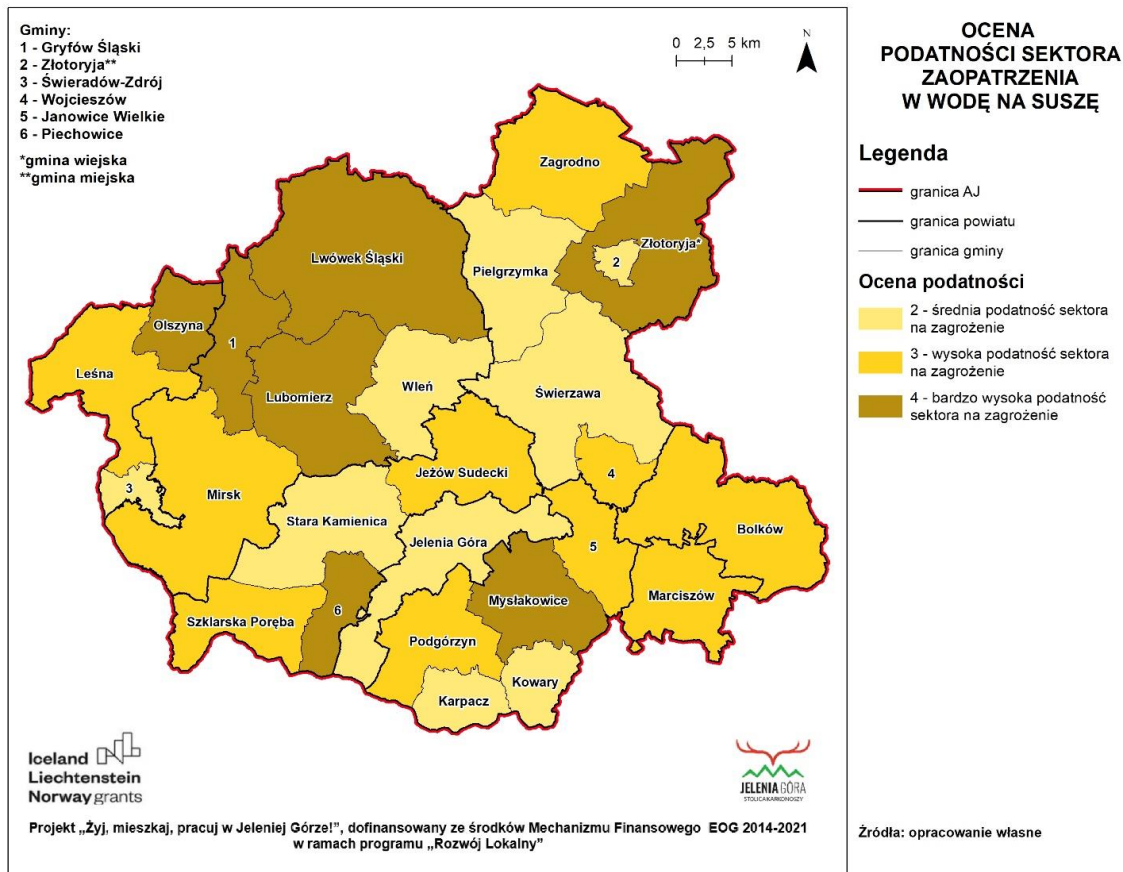 Gminy:
1 - Gryfów Śląski
2 - Złotoryja**
3 - Świeradów-Zdrój
4 - Wojcieszów
5 - Janowice Wielkie
6 - Piechowice
*gmina wiejska
**gmina miejska
0 2,5 5 km
N
Zagrodno
Złotoryja*
2
Lwówek Śląski
Pielgrzymka
Olszyna
1
Leśna
Lubomierz
Wleń
Świerzawa
Jeżów Sudecki
4
3
Mirsk
Stara Kamienica
Jelenia Góra
Bolków
5
Mysłakowice
Marciszów
6
Szklarska Poręba
Podgórzyn
Kowary
Karpacz
Iceland
Liechtenstein
Norway grants
JELENIA GÓRA
STOLICA KARKONOSZY
Projekt „Żyj, mieszkaj, pracuj w Jeleniej Górze!”, dofinansowany ze środków Mechanizmu Finansowego EOG 2014-2021
w ramach programu „Rozwój Lokalny”
OCENA
PODATNOŚCI SEKTORA
ZAOPATRZENIA
W WODĘ NA SUSZĘ
Legenda
granica AJ
granica powiatu
granica gminy
Ocena podatności
2 - średnia podatność sektora
na zagrożenie
3 - wysoka podatność sektora
na zagrożenie
4 - bardzo wysoka podatność
sektora na zagrożenie
Źródła: opracowanie własne